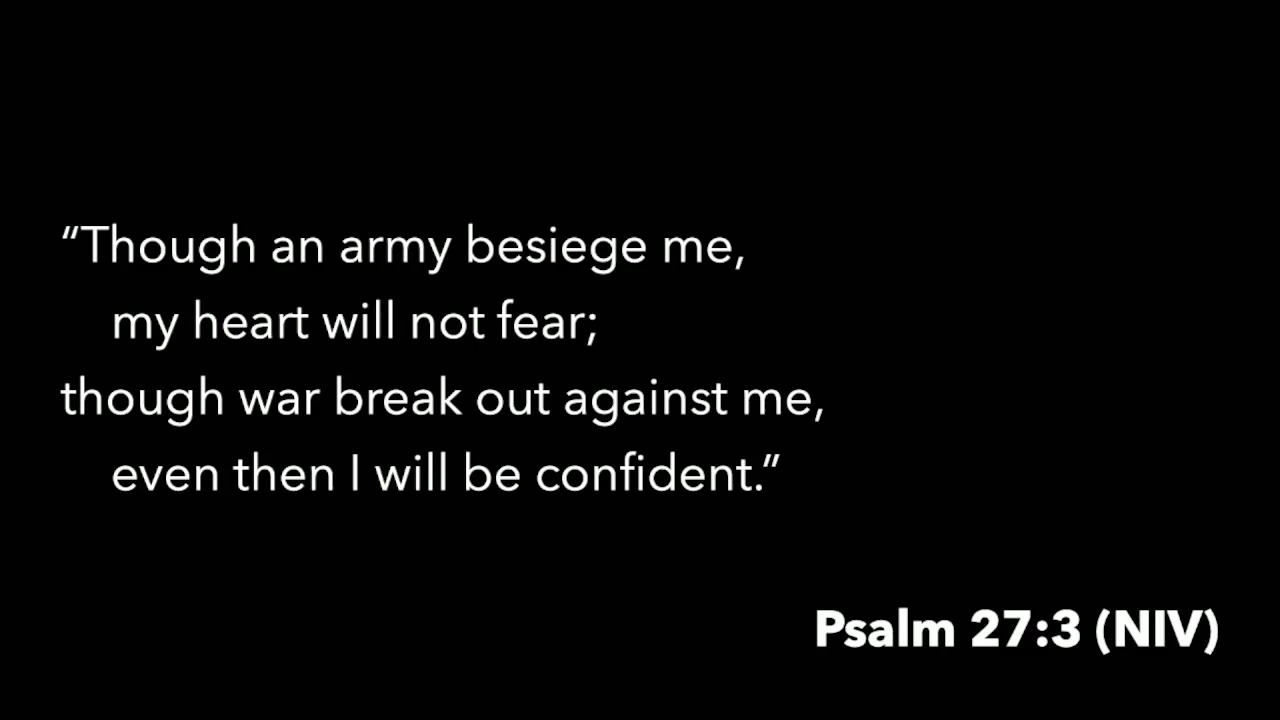 “Though an army besiege me,
my heart will not fear;
though war break out against me,
even then I will be confident.”
Psalm 27:3 (NIV)